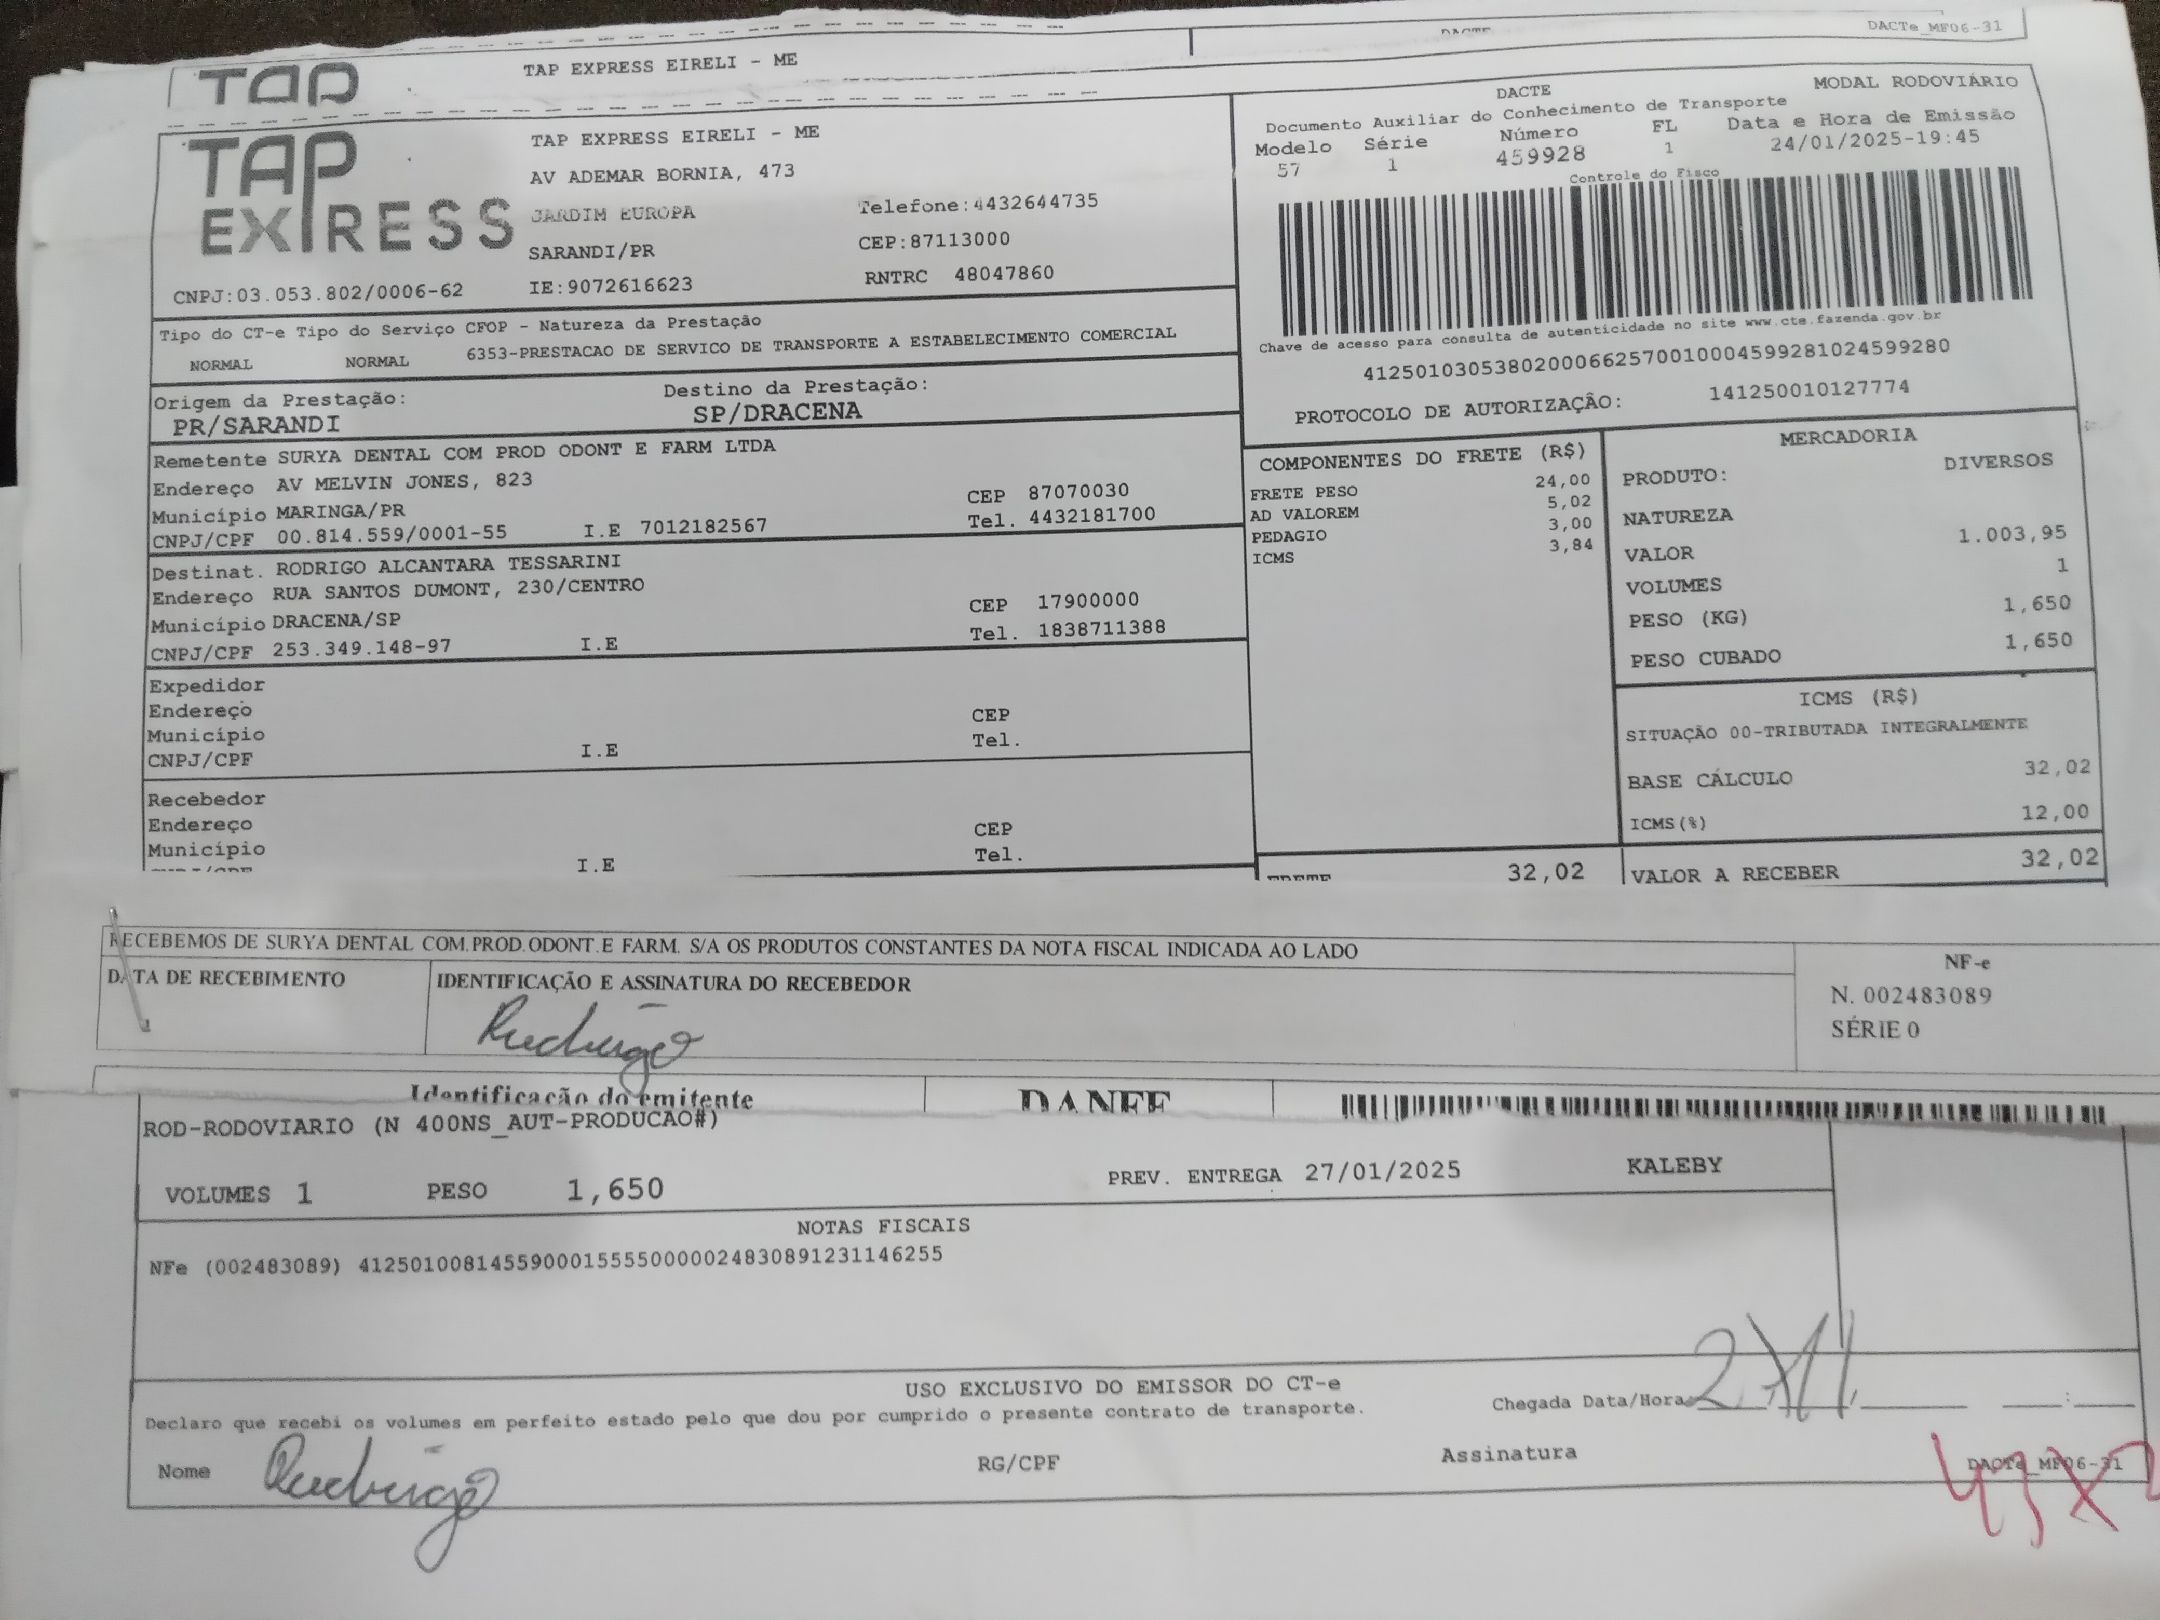 DACTE DACTe_MF06-31
TAP TAP EXPRESS EIRELI - ME
TAP EXPRESS
TAP EXPRESS EIRELI - ME
AV ADEMAR BORNIA, 473
JARDIM EUROPA Telefone:4432644735
SARANDI/PR CEP:87113000
CNPJ:03.053.802/0006-62 IE:9072616623 RNTRC 48047860
DACTE MODAL RODOVIÁRIO
Documento Auxiliar do Conhecimento de Transporte
Modelo Série Número FL Data e Hora de Emissão
57 1 459928 1 24/01/2025-19:45
Controle do Fisco
Chave de acesso para consulta de autenticidade no site www.cte.fazenda.gov.br
41250103053802000662570010004599281024599280
PROTOCOLO DE AUTORIZAÇÃO: 141250010127774
Tipo do CT-e Tipo do Serviço CFOP - Natureza da Prestação
NORMAL NORMAL 6353-PRESTACAO DE SERVICO DE TRANSPORTE A ESTABELECIMENTO COMERCIAL
Origem da Prestação: Destino da Prestação:
PR/SARANDI SP/DRACENA
Remetente SURYA DENTAL COM PROD ODONT E FARM LTDA
Endereço AV MELVIN JONES, 823 CEP 87070030
Município MARINGA/PR Tel. 4432181700
CNPJ/CPF 00.814.559/0001-55 I.E 7012182567
Destinat. RODRIGO ALCANTARA TESSARINI
Endereço RUA SANTOS DUMONT, 230/CENTRO CEP 17900000
Município DRACENA/SP Tel. 1838711388
CNPJ/CPF 253.349.148-97 I.E
Expedidor
Endereço CEP
Município Tel.
CNPJ/CPF I.E
Recebedor
Endereço CEP
Município Tel.
CNPJ/CPF I.E
COMPONENTES DO FRETE (R$)
FRETE PESO 24,00
AD VALOREM 5,02
PEDAGIO 3,00
ICMS 3,84
MERCADORIA
PRODUTO: DIVERSOS
NATUREZA
VALOR 1.003,95
VOLUMES 1
PESO (KG) 1,650
PESO CUBADO 1,650
ICMS (R$)
SITUAÇÃO 00-TRIBUTADA INTEGRALMENTE
BASE CÁLCULO 32,02
ICMS(%) 12,00
FRETE 32,02 VALOR A RECEBER 32,02
RECEBEMOS DE SURYA DENTAL COM.PROD.ODONT.E FARM. S/A OS PRODUTOS CONSTANTES DA NOTA FISCAL INDICADA AO LADO
DATA DE RECEBIMENTO IDENTIFICAÇÃO E ASSINATURA DO RECEBEDOR
Rodrigo
NF-e
N. 002483089
SÉRIE 0
Identificação do emitente DANFE
ROD-RODOVIARIO (N 400NS_AUT-PRODUCAO#)
VOLUMES 1 PESO 1,650 PREV. ENTREGA 27/01/2025 KALEBY
NOTAS FISCAIS
NFe (002483089) 41250100814559000155550000024830891231146255
USO EXCLUSIVO DO EMISSOR DO CT-e
Declaro que recebi os volumes em perfeito estado pelo que dou por cumprido o presente contrato de transporte. Chegada Data/Hora
Nome Rodrigo RG/CPF Assinatura
DACTe_MF06-31